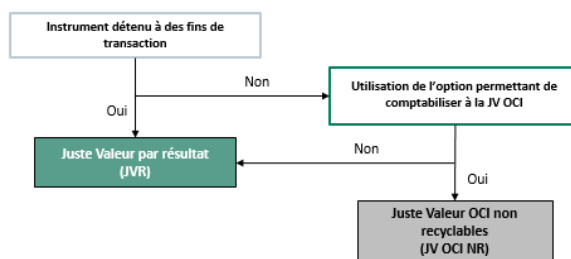 Instrument détenu à des fins de
transaction
Non
Utilisation de l'option permettant de
comptabiliser à la JV OCI
Oui
Juste Valeur par résultat
(JVR)
Non
Oui
Juste Valeur OCI non
recyclables
(JV OCI NR)